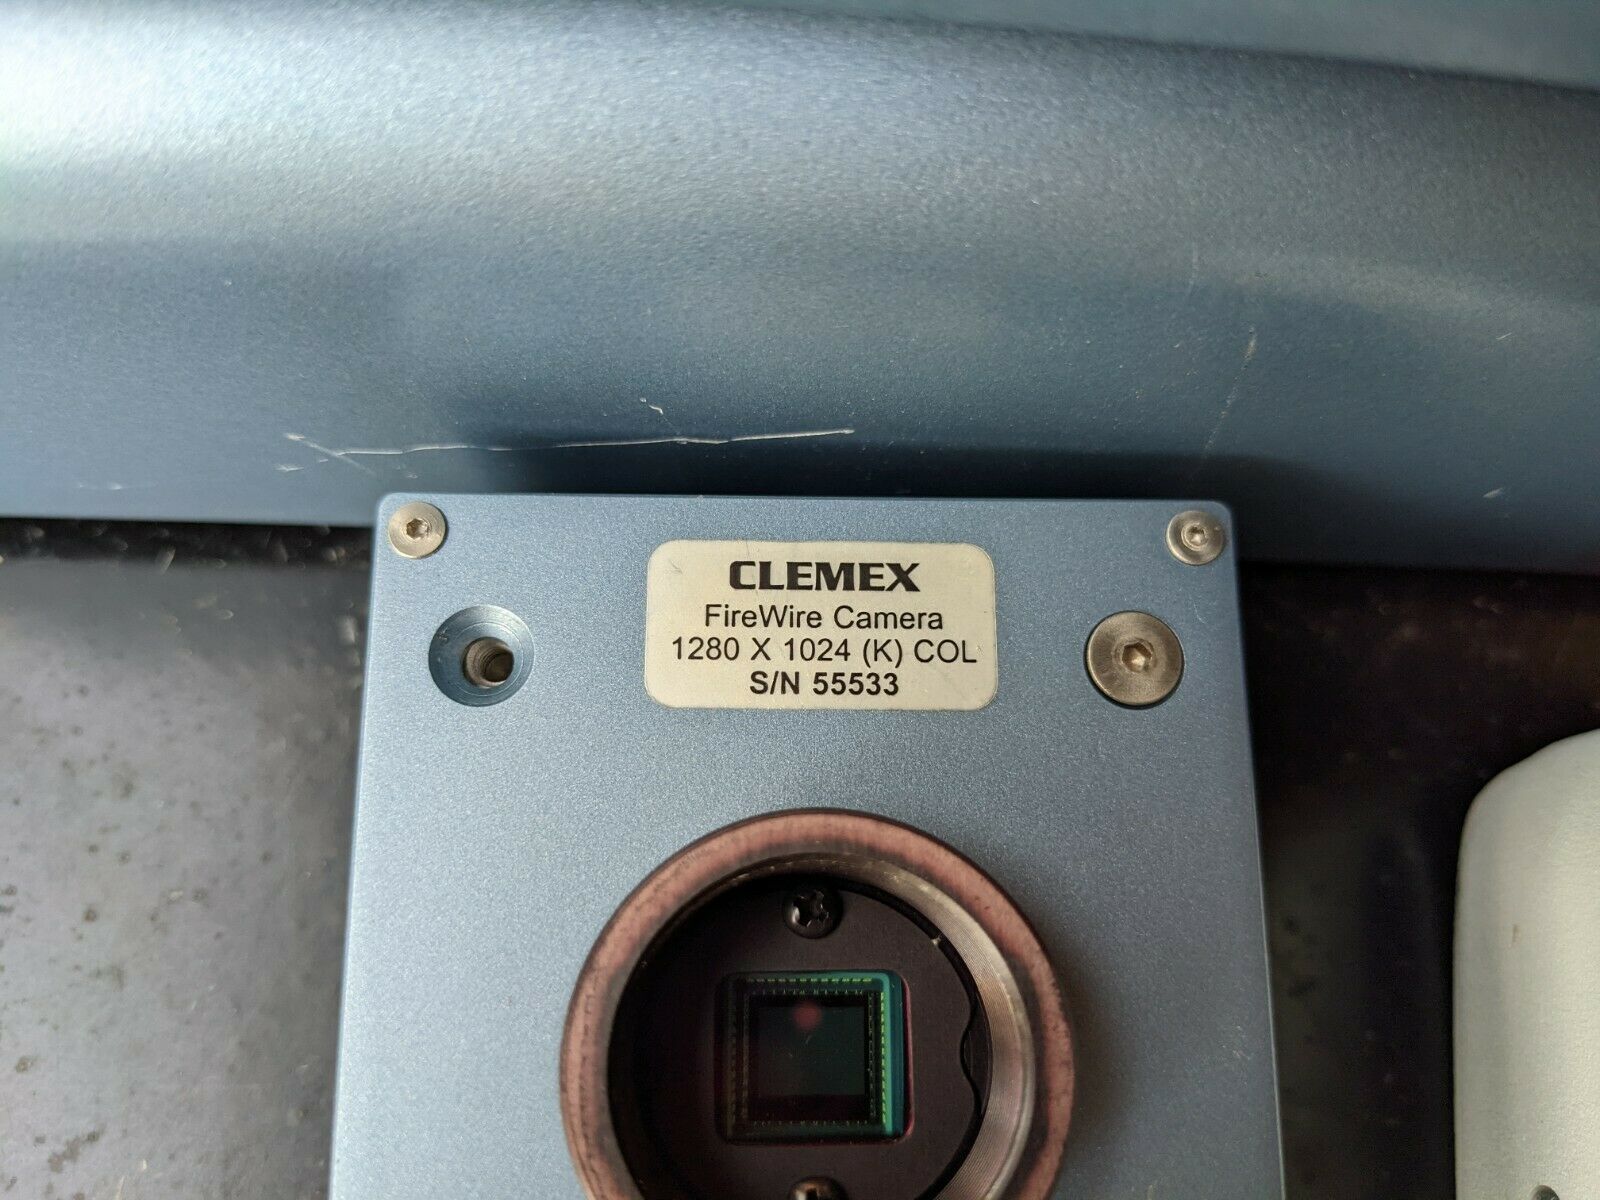 CLEMEX
FireWire Camera
1280 X 1024 (K) COL
S/N 55533